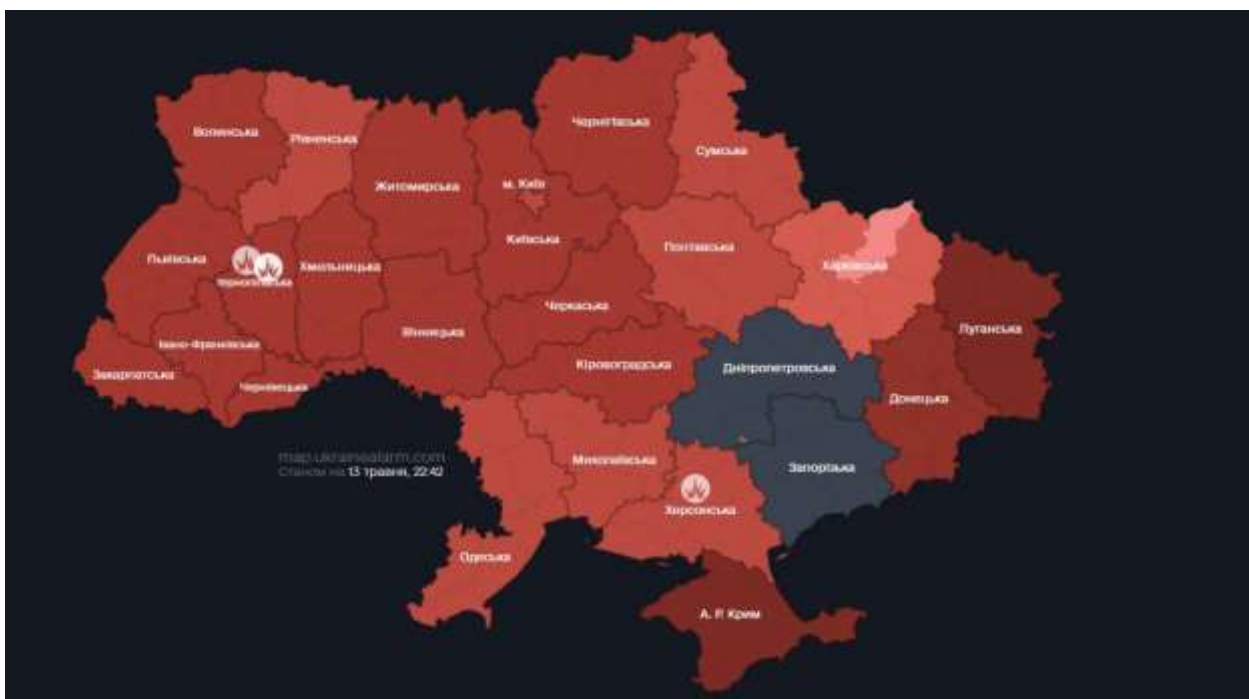 Чернігівська
Волинська
Рівненська
Сумська
Житомирська
м. Київ
Київська
Полтавська
Львівська
Хмельницька
Харківська
Тернопільська
Черкаська
Луганська
Вінницька
Івано-Франківська
Кіровоградська
Дніпропетровська
Закарпатська
Чернівецька
Донецька
map.ukrainealarm.com
Станом на 13 травня, 22:42
Миколаївська
Запорізька
Херсонська
Одеська
А. Р. Крим